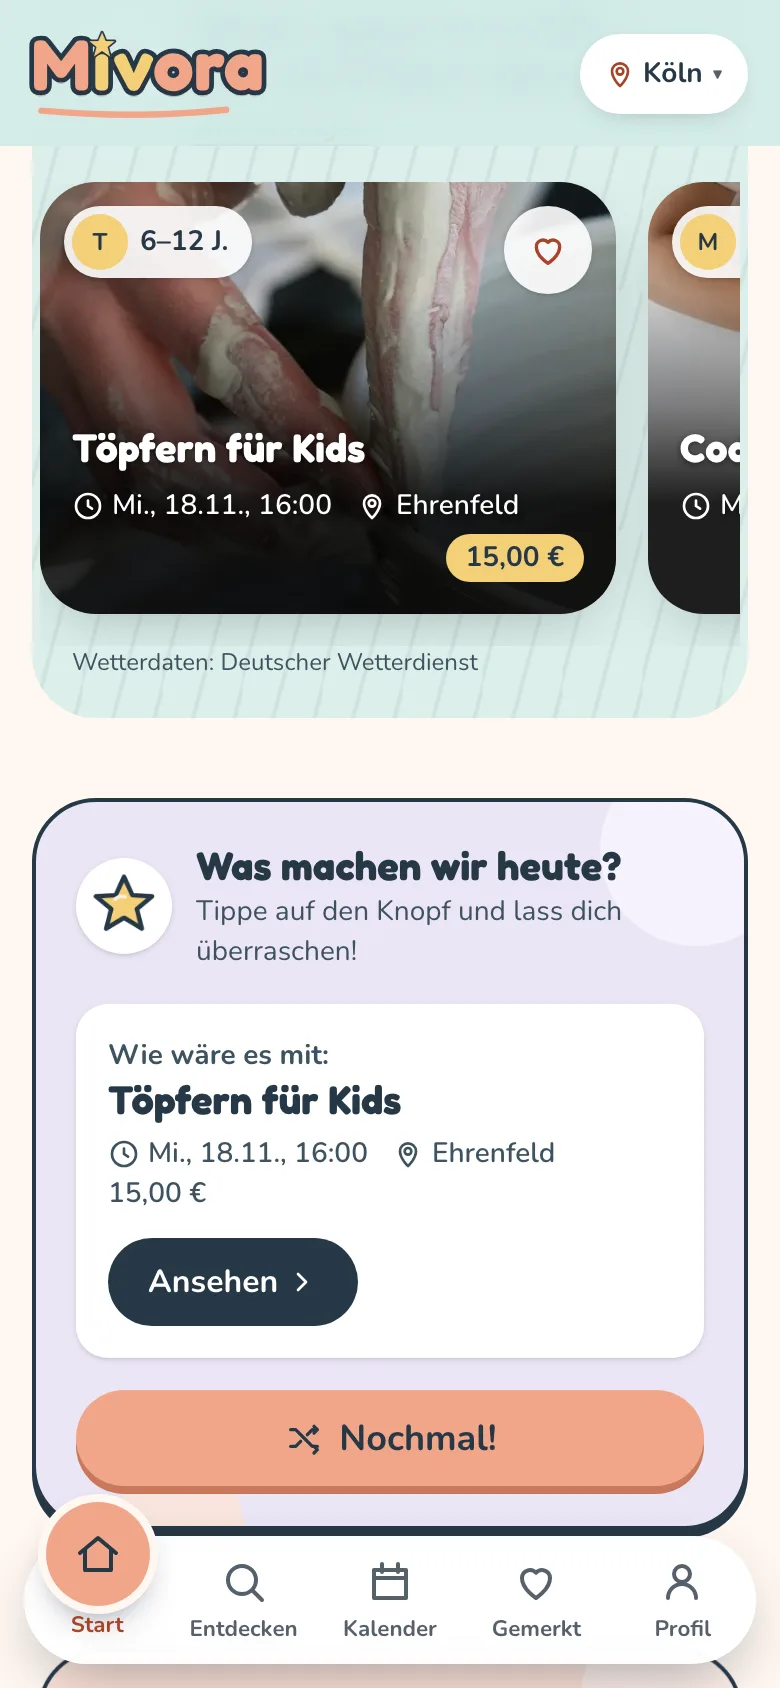 Mivora
Köln
T 6–12 J.
M
Töpfern für Kids
Mi., 18.11., 16:00 Ehrenfeld
15,00 €
Wetterdaten: Deutscher Wetterdienst
Was machen wir heute?
Tippe auf den Knopf und lass dich
überraschen!
Wie wäre es mit:
Töpfern für Kids
Mi., 18.11., 16:00 Ehrenfeld
15,00 €
Ansehen
Nochmal!
Start
Entdecken
Kalender
Gemerkt
Profil